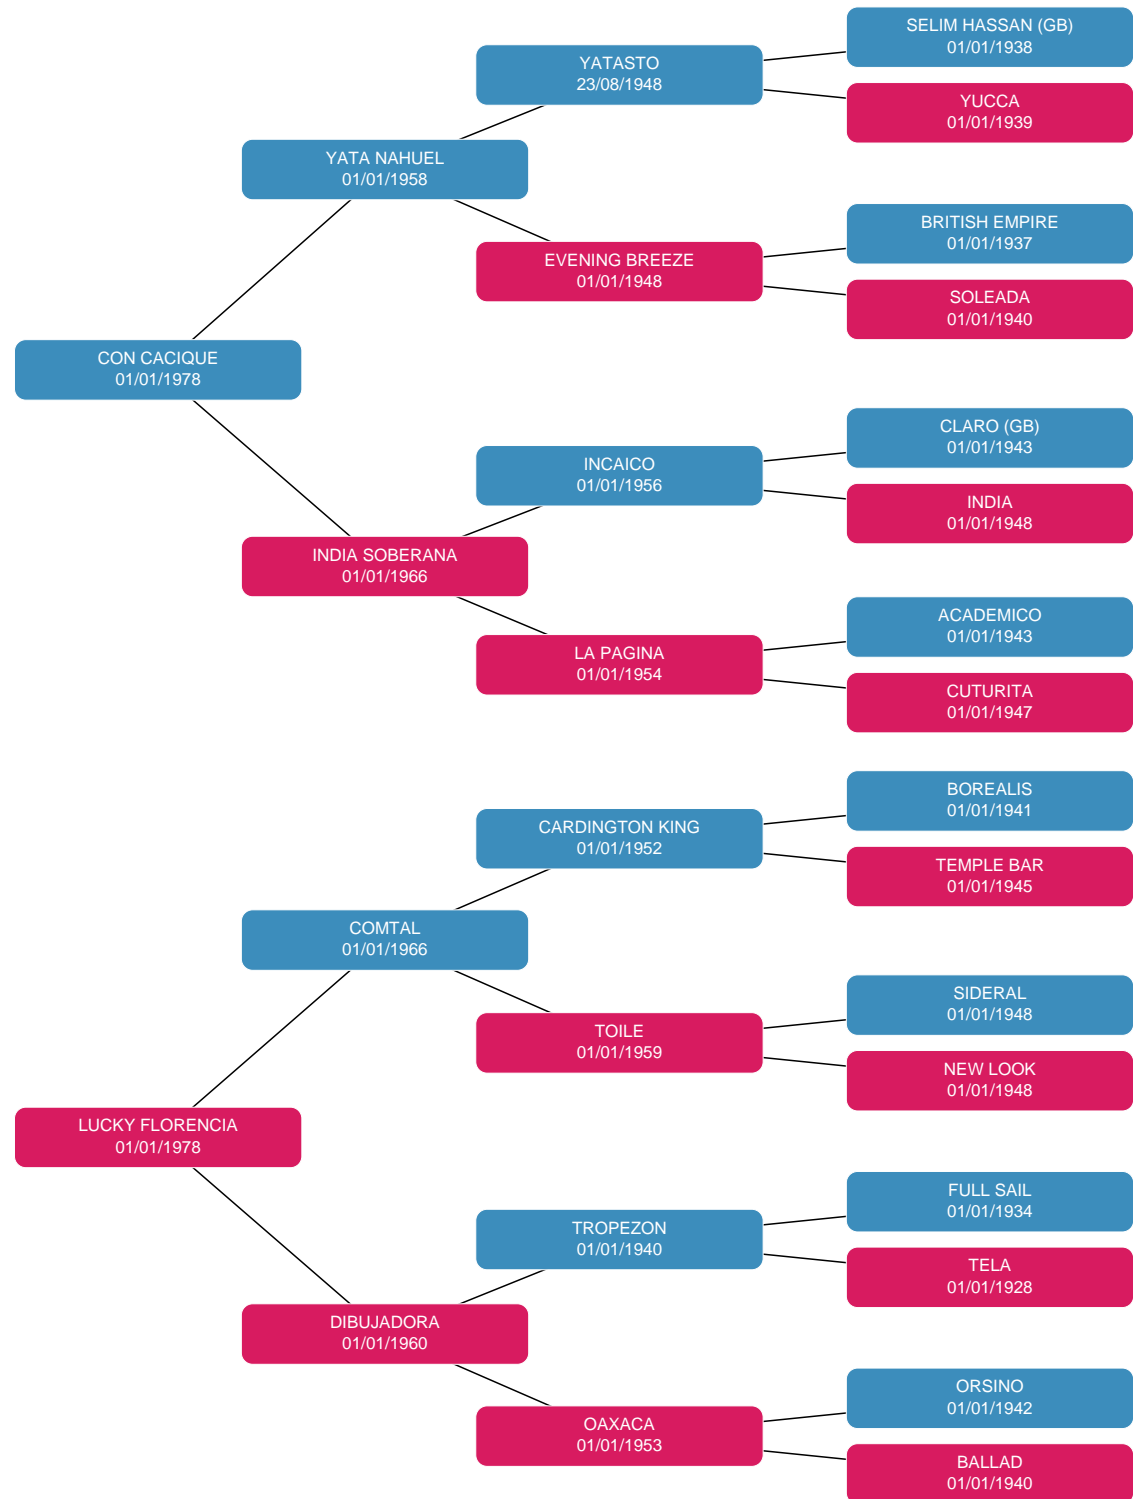 SELIM HASSAN (GB)
01/01/1938
YATASTO
23/08/1948
YUCCA
01/01/1939
YATA NAHUEL
01/01/1958
BRITISH EMPIRE
01/01/1937
EVENING BREEZE
01/01/1948
SOLEADA
01/01/1940
CON CACIQUE
01/01/1978
CLARO (GB)
01/01/1943
INCAICO
01/01/1956
INDIA
01/01/1948
INDIA SOBERANA
01/01/1966
ACADEMICO
01/01/1943
LA PAGINA
01/01/1954
CUTURITA
01/01/1947
BOREALIS
01/01/1941
CARDINGTON KING
01/01/1952
TEMPLE BAR
01/01/1945
COMTAL
01/01/1966
SIDERAL
01/01/1948
TOILE
01/01/1959
NEW LOOK
01/01/1948
LUCKY FLORENCIA
01/01/1978
FULL SAIL
01/01/1934
TROPEZON
01/01/1940
TELA
01/01/1928
DIBUJADORA
01/01/1960
ORSINO
01/01/1942
OAXACA
01/01/1953
BALLAD
01/01/1940